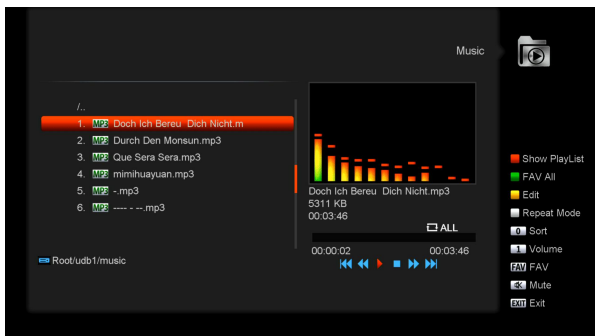 Music
/..
1. MP3 Doch Ich Bereu Dich Nicht.m
2. MP3 Durch Den Monsun.mp3
3. MP3 Que Sera Sera.mp3
4. MP3 mimihuayuan.mp3
5. MP3 -.mp3
6. MP3 ---- - --.mp3
Root/udb1/music
Doch Ich Bereu Dich Nicht.mp3
5311 KB
00:03:46
ALL
00:00:02 00:03:46
Show PlayList
FAV All
Edit
Repeat Mode
0 Sort
1 Volume
FAV FAV
Mute
EXIT Exit